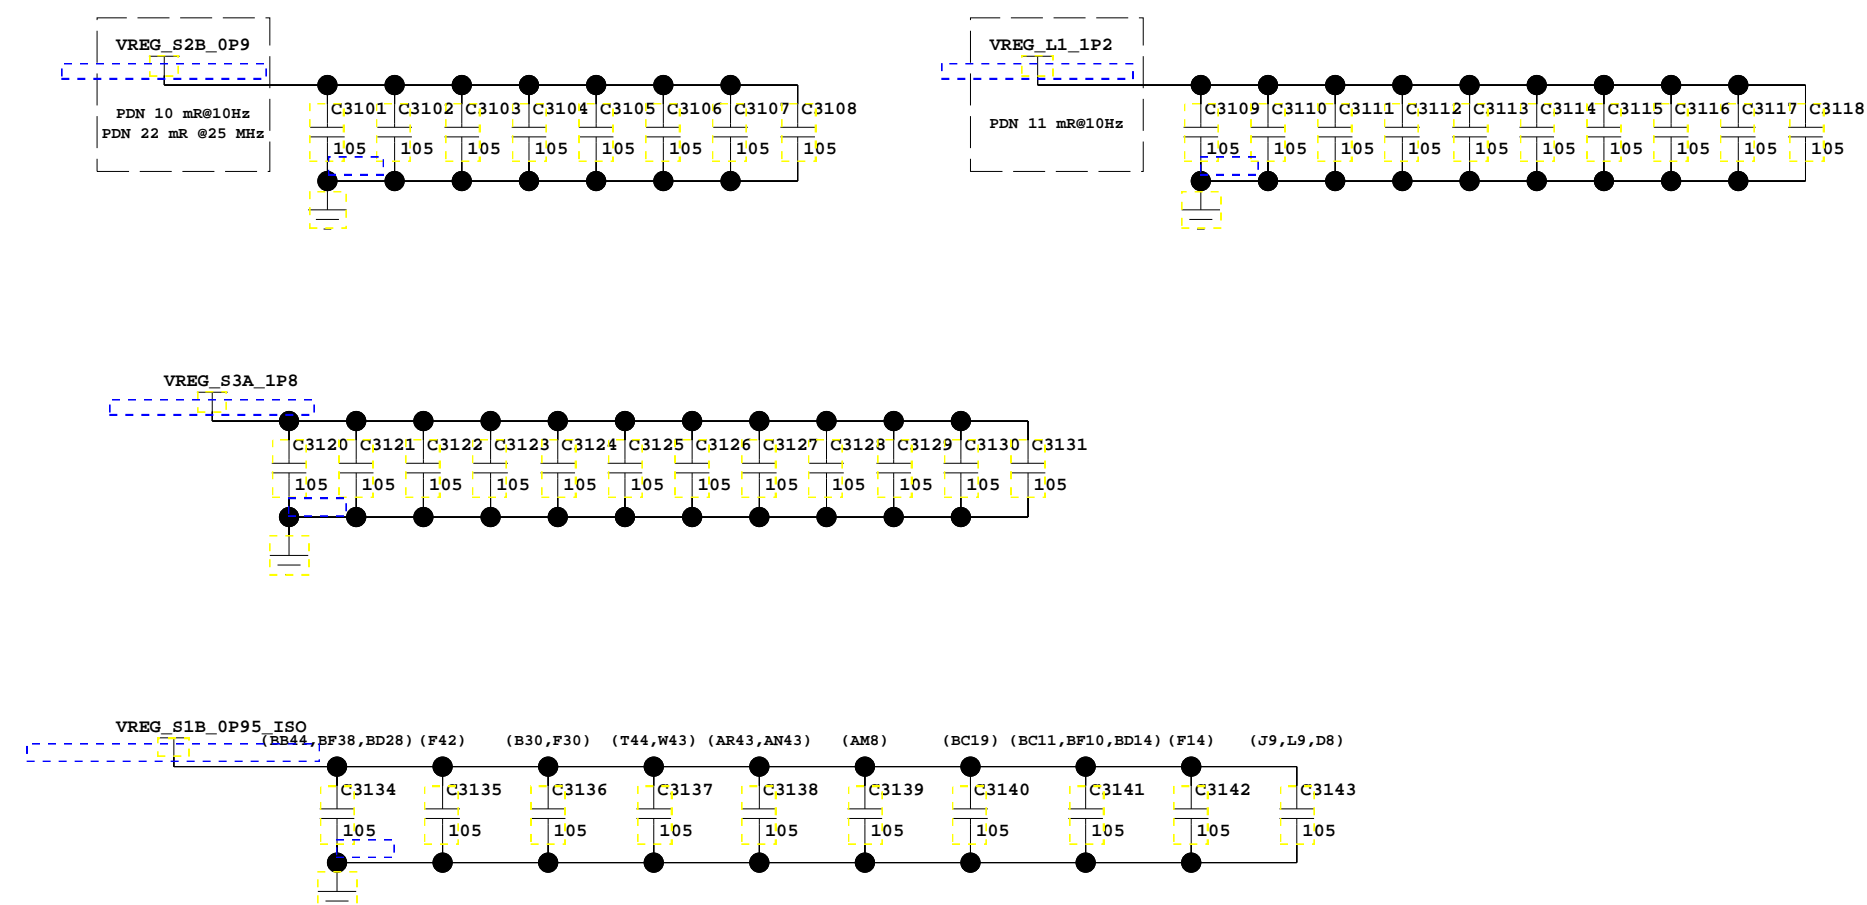 VREG_S2B_0P9
PDN 10 mR@10Hz
PDN 22 mR @25 MHz
C3101 C3102 C3103 C3104 C3105 C3106 C3107 C3108
105 105 105 105 105 105 105 105
VREG_L1_1P2
PDN 11 mR@10Hz
C3109 C3110 C3111 C3112 C3113 C3114 C3115 C3116 C3117 C3118
105 105 105 105 105 105 105 105 105 105
VREG_S3A_1P8
C3120 C3121 C3122 C3123 C3124 C3125 C3126 C3127 C3128 C3129 C3130 C3131
105 105 105 105 105 105 105 105 105 105 105 105
VREG_S1B_0P95_ISO
(BB44,BF38,BD28) (F42) (B30,F30) (T44,W43) (AR43,AN43) (AM8) (BC19) (BC11,BF10,BD14) (F14) (J9,L9,D8)
C3134 C3135 C3136 C3137 C3138 C3139 C3140 C3141 C3142 C3143
105 105 105 105 105 105 105 105 105 105